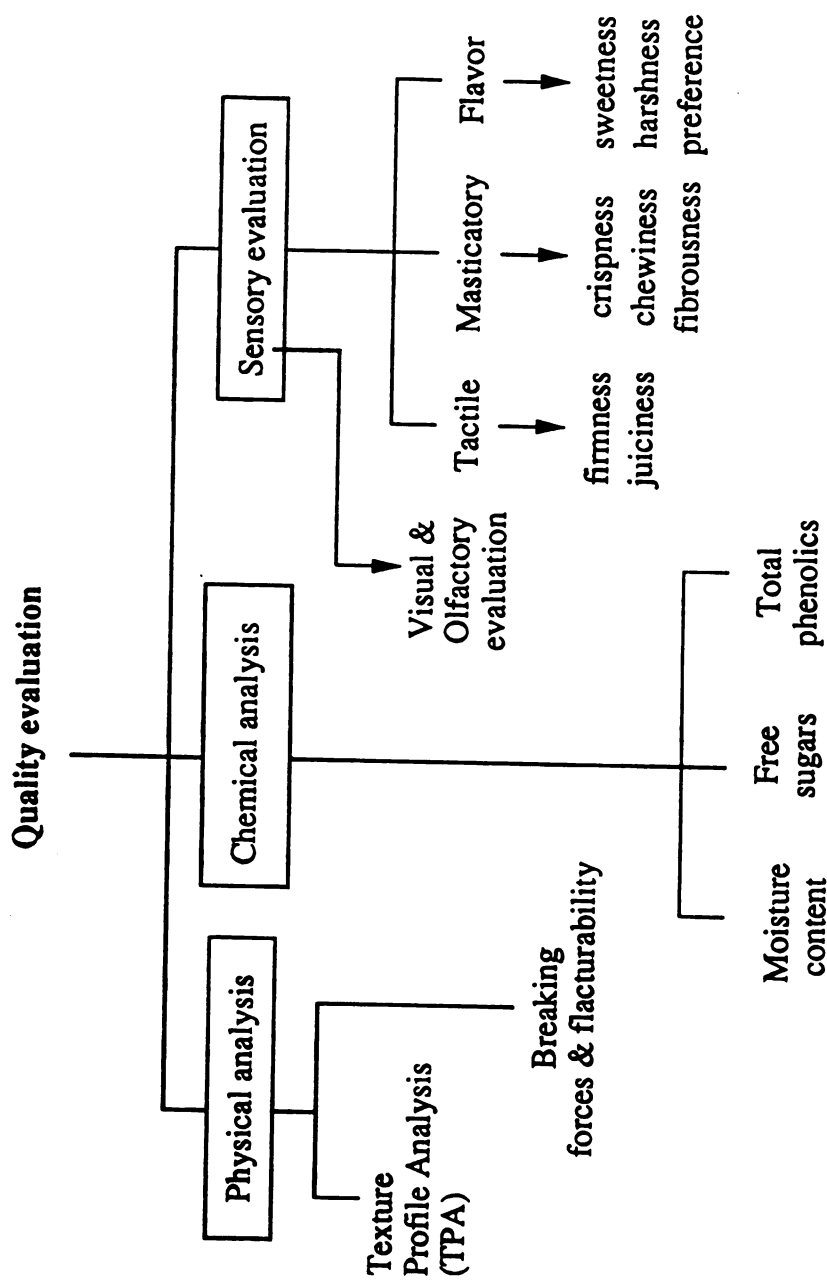 Quality evaluation
Physical analysis
Chemical analysis
Sensory evaluation
Texture
Profile Analysis
(TPA)
Breaking
forces & flacturability
Moisture
content
Free
sugars
Total
phenolics
Visual &
Olfactory
evaluation
Tactile
firmness
juiciness
Masticatory
crispness
chewiness
fibrousness
Flavor
sweetness
harshness
preference